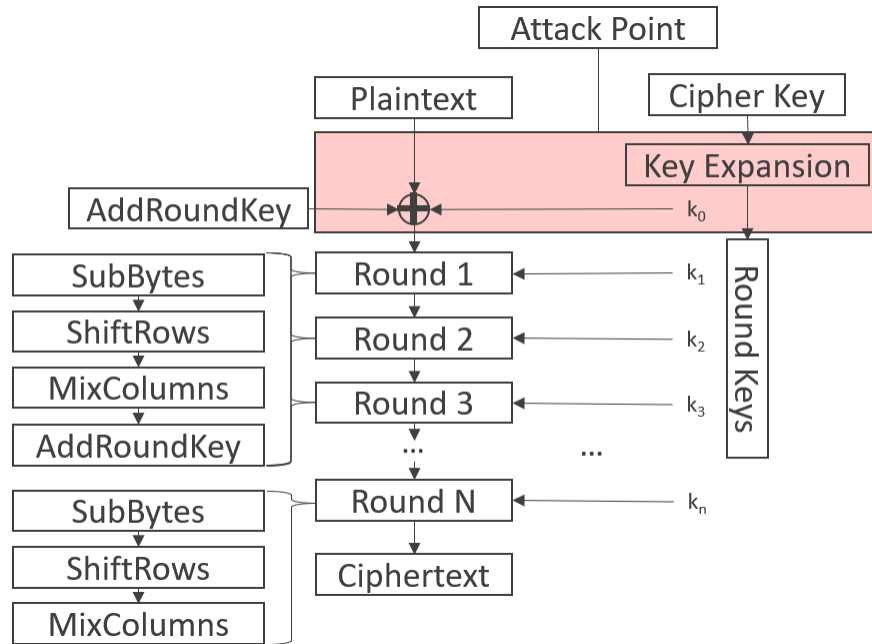 Attack Point
Plaintext
Cipher Key
Key Expansion
AddRoundKey
k0
SubBytes
Round 1
k1
ShiftRows
Round 2
k2
MixColumns
Round 3
k3
AddRoundKey
...
...
Round Keys
SubBytes
Round N
kn
ShiftRows
Ciphertext
MixColumns